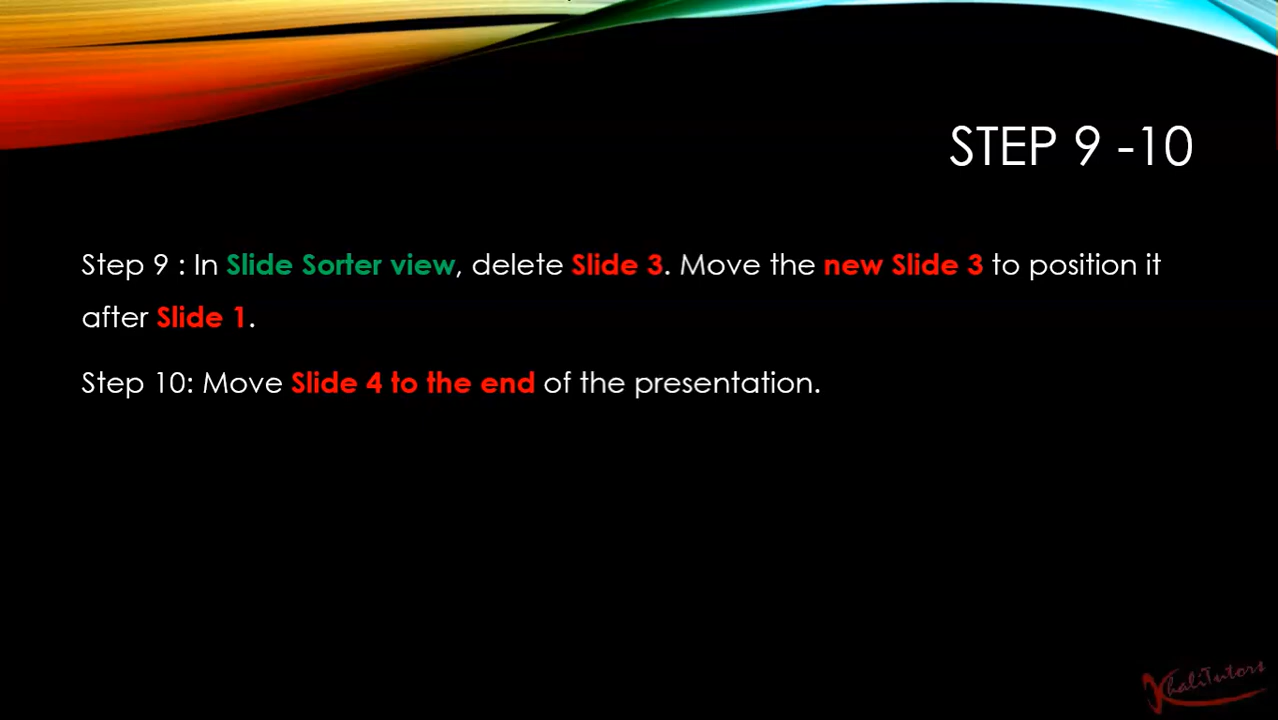 STEP 9 -10
Step 9 : In Slide Sorter view, delete Slide 3. Move the new Slide 3 to position it
after Slide 1.
Step 10: Move Slide 4 to the end of the presentation.
KhaliTutors